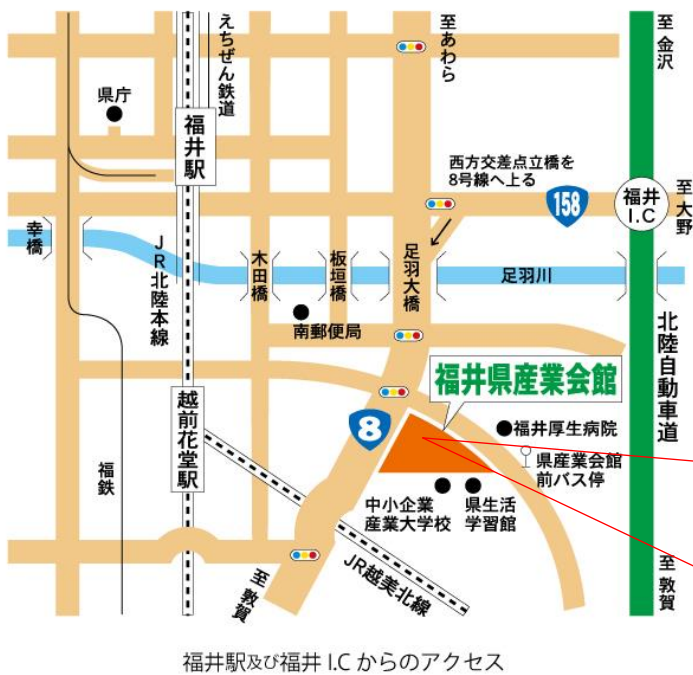 えちぜん鉄道
至あわら
至金沢
県庁
福井駅
西方交差点立橋を
8号線へ上る
158
福井
I.C
至大野
幸橋
JR北陸本線
木田橋
板垣橋
足羽大橋
足羽川
南郵便局
北陸自動車道
福井県産業会館
越前花堂駅
8
福井厚生病院
県産業会館
前バス停
福鉄
中小企業
産業大学校
県生活
学習館
JR越美北線
至敦賀
至敦賀
福井駅及び福井 I.C からのアクセス